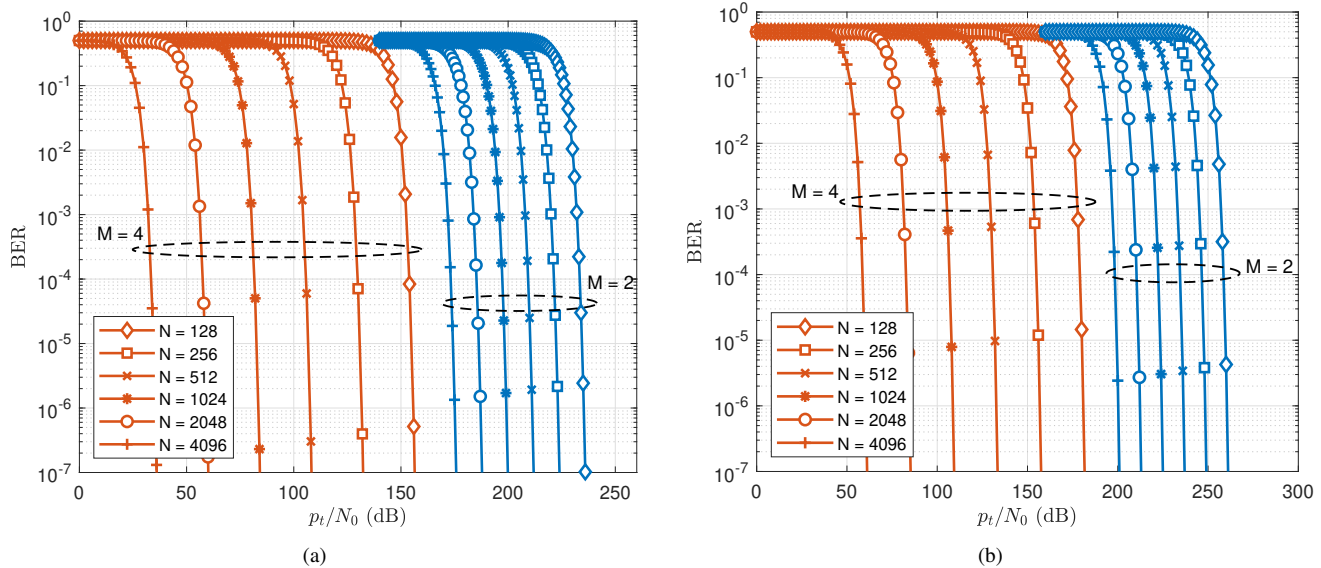 10^0
10^-1
10^-2
10^-3
10^-4
10^-5
10^-6
10^-7
BER
M = 4
M = 2
N = 128
N = 256
N = 512
N = 1024
N = 2048
N = 4096
0 50 100 150 200 250
p_t/N_0 (dB)
(a)
10^0
10^-1
10^-2
10^-3
10^-4
10^-5
10^-6
10^-7
BER
M = 4
M = 2
N = 128
N = 256
N = 512
N = 1024
N = 2048
N = 4096
0 50 100 150 200 250 300
p_t/N_0 (dB)
(b)